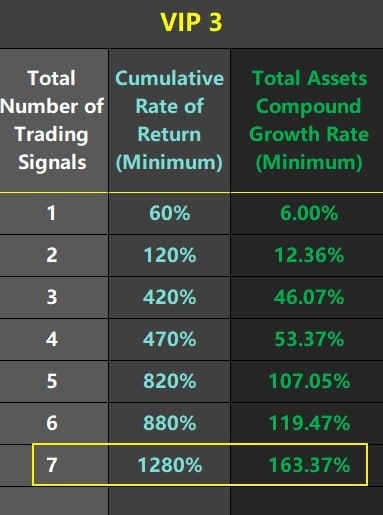 VIP 3
Total Number of Trading Signals Cumulative Rate of Return (Minimum) Total Assets Compound Growth Rate (Minimum)
1 60% 6.00%
2 120% 12.36%
3 420% 46.07%
4 470% 53.37%
5 820% 107.05%
6 880% 119.47%
7 1280% 163.37%